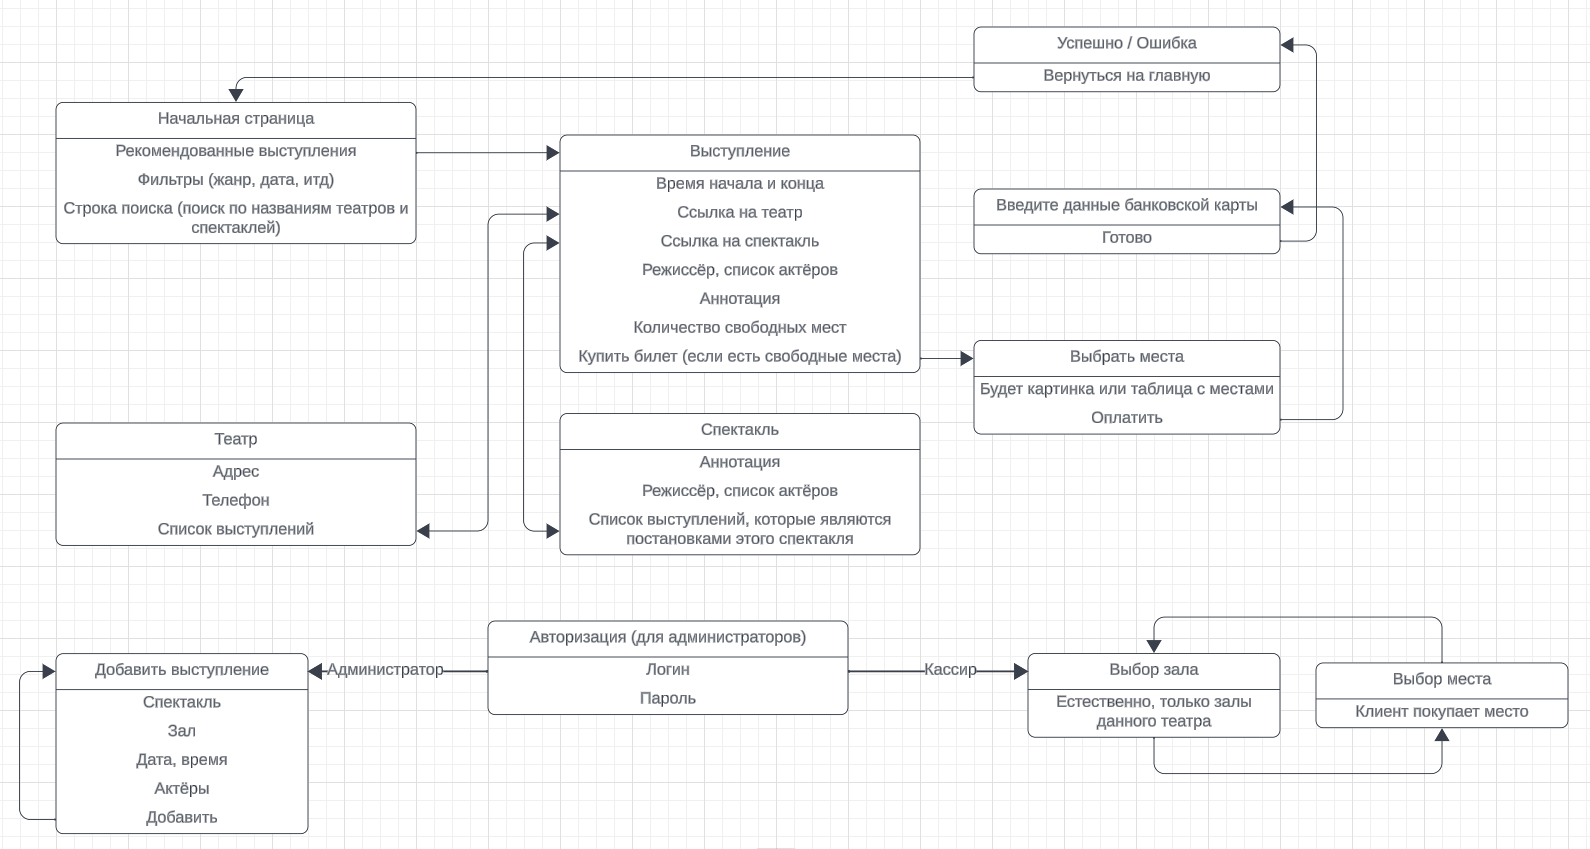 Успешно / Ошибка
Вернуться на главную
Начальная страница
Рекомендованные выступления
Фильтры (жанр, дата, итд)
Строка поиска (поиск по названиям театров и
спектаклей)
Выступление
Время начала и конца
Ссылка на театр
Ссылка на спектакль
Режиссёр, список актёров
Аннотация
Количество свободных мест
Купить билет (если есть свободные места)
Введите данные банковской карты
Готово
Выбрать места
Будет картинка или таблица с местами
Оплатить
Театр
Адрес
Телефон
Список выступлений
Спектакль
Аннотация
Режиссёр, список актёров
Список выступлений, которые являются
постановками этого спектакля
Авторизация (для администраторов)
Логин
Пароль
Администратор
Кассир
Добавить выступление
Спектакль
Зал
Дата, время
Актёры
Добавить
Выбор зала
Естественно, только залы
данного театра
Выбор места
Клиент покупает место